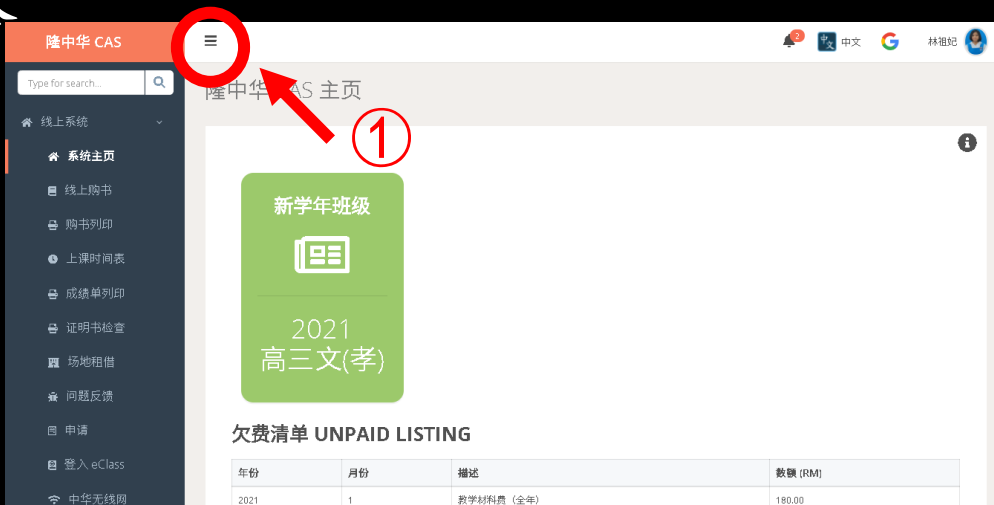 隆中华 CAS
2
中文
林祖妃
Type for search...
隆中华 CAS 主页
①
线上系统
系统主页
线上购书
购书列印
上课时间表
成绩单列印
证明书检查
场地租借
问题反馈
申请
登入 eClass
中华无线网
新学年班级
2021
高三文(孝)
欠费清单 UNPAID LISTING
年份 月份 描述 数额 (RM)
2021 1 教学材料费（全年） 180.00